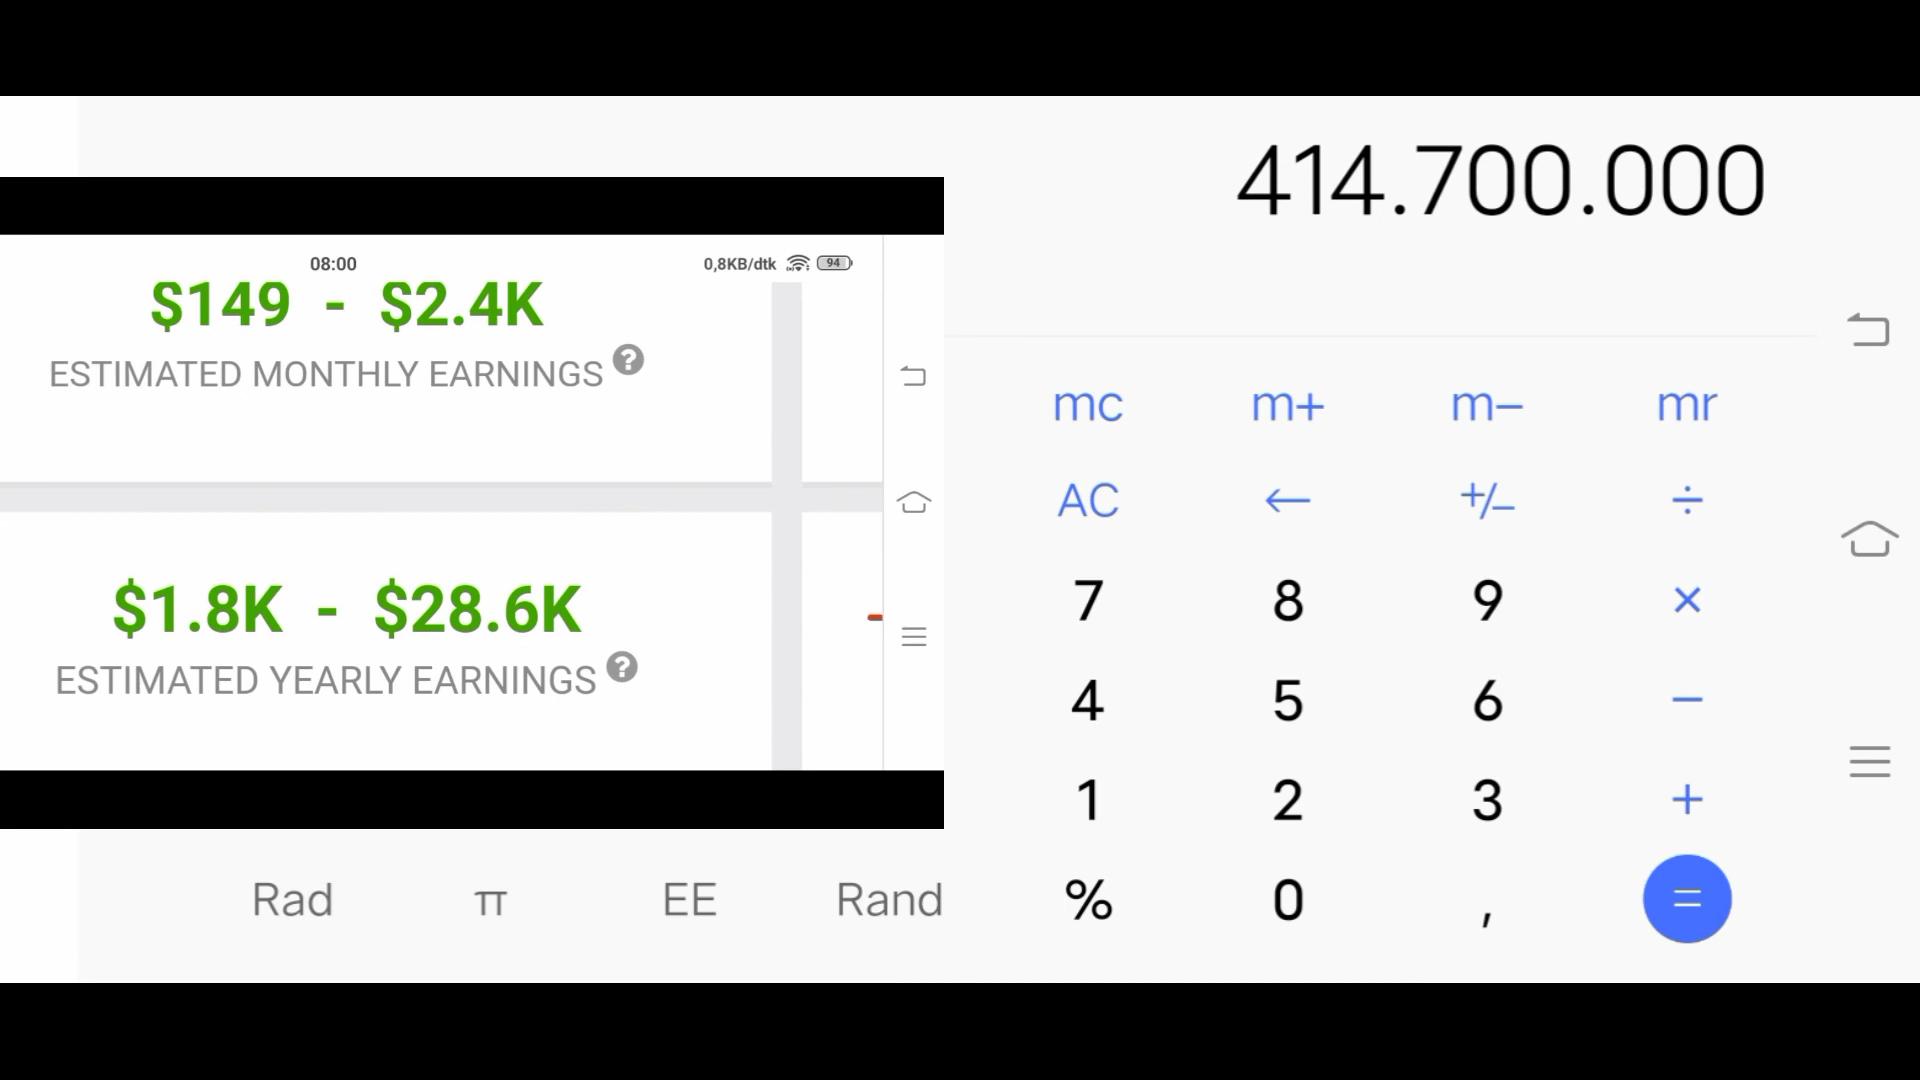 414.700.000
08:00 0,8KB/dtk 94
$149 - $2.4K
ESTIMATED MONTHLY EARNINGS ?
$1.8K - $28.6K
ESTIMATED YEARLY EARNINGS ?
mc m+ m– mr
AC ← +/– ÷
7 8 9 ×
4 5 6 −
1 2 3 +
Rad π EE Rand % 0 , =